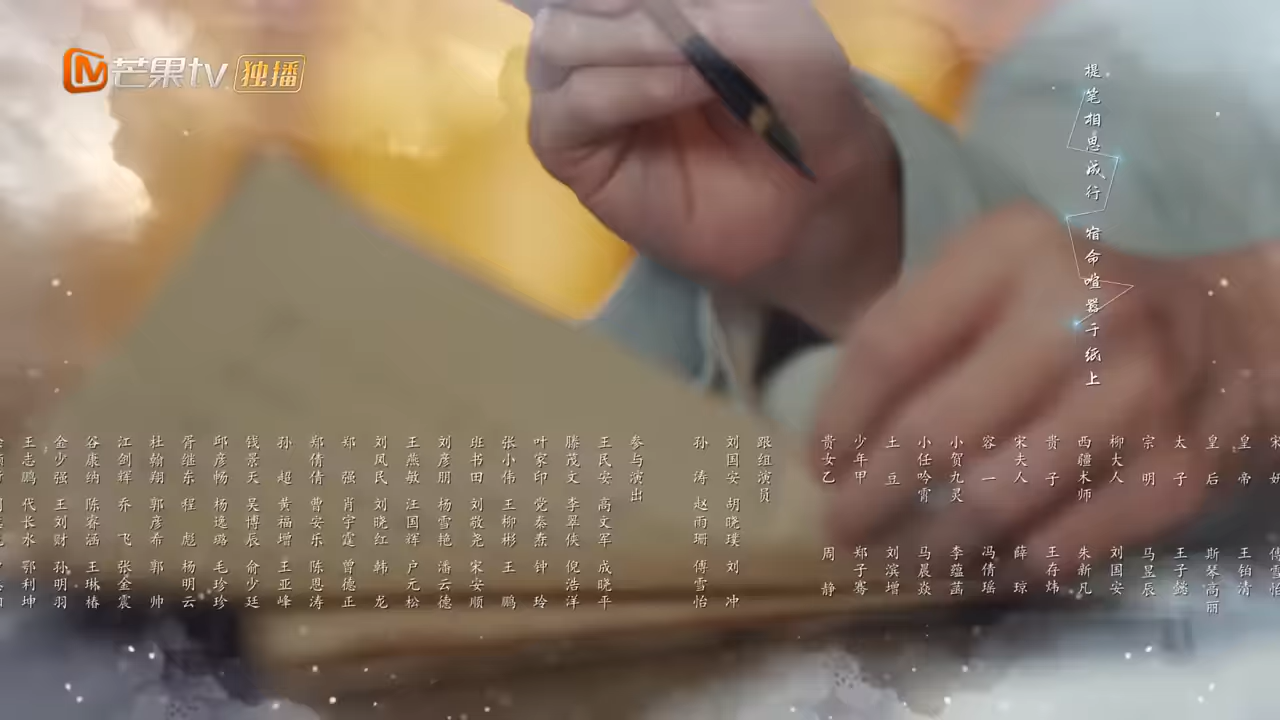 芒果tv 独播
提笔相思成行 宿命喧嚣于纸上
皇帝 王铂清
皇后 斯琴高丽
太子 王子懿
宗明 马昱辰
柳大人 刘国安
西疆术师 朱新凡
贵子 王存炜
宋夫人 薛琼
容一 冯倩瑶
小贺九灵 李蕴菡
小任吟霄 马晨焱
土豆 刘滨增
少年甲 郑子骞
贵女乙 周静
跟组演员
刘国安 胡晓璞 刘冲
孙涛 赵雨珊 傅雪怡
参与演出
王民安 高文军 成晓平
滕茂文 李翠侠 倪浩洋
叶家印 党秦焘 钟玲
张小伟 王柳彬 王鹏
班书田 刘敬尧 宋安顺
刘彦朋 杨雪艳 潘云德
王燕敏 汪国辉 卢元松
刘风民 刘晓红 韩龙
郑强 肖宇霆 曾德正
郑倩倩 曹安乐 陈思涛
孙超 黄福增 王亚峰
钱景天 吴博辰 俞少廷
邱彦畅 杨逸璐 毛珍珍
胥继东 程彪 杨明云
杜翰翔 郭彦希 郭帅
江剑辉 乔飞 张金震
谷康纳 陈睿涵 王琳椿
金少强 王刘财 孙明羽
王志鹏 代长水 鄂利坤